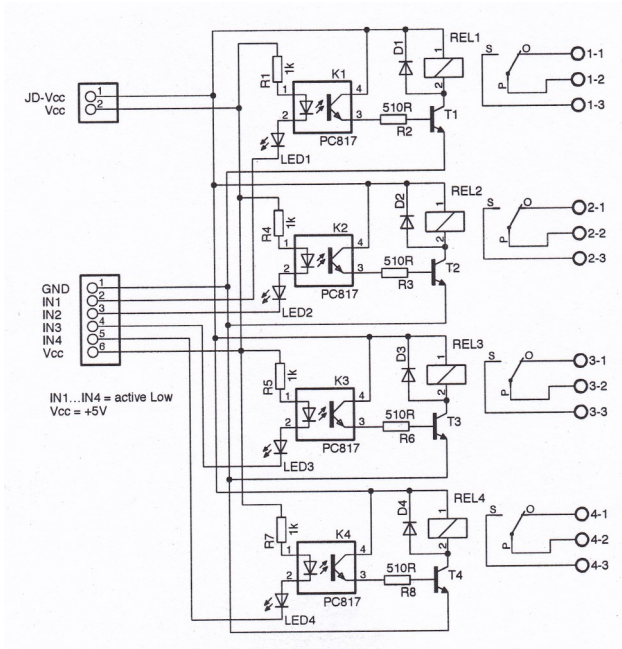 REL1
D1
1
2
K1
R1
1k
1
4
2
3
510R
R2
T1
PC817
LED1
S
O
P
1-1
1-2
1-3
JD-Vcc
1
Vcc
2
REL2
D2
1
2
K2
R4
1k
1
4
2
3
510R
R3
T2
PC817
LED2
S
O
P
2-1
2-2
2-3
GND
1
IN1
2
IN2
3
IN3
4
IN4
5
Vcc
6
IN1...IN4 = active Low
Vcc = +5V
REL3
D3
1
2
K3
R5
1k
1
4
2
3
510R
R6
T3
PC817
LED3
S
O
P
3-1
3-2
3-3
REL4
D4
1
2
K4
R7
1k
1
4
2
3
510R
R8
T4
PC817
LED4
S
O
P
4-1
4-2
4-3